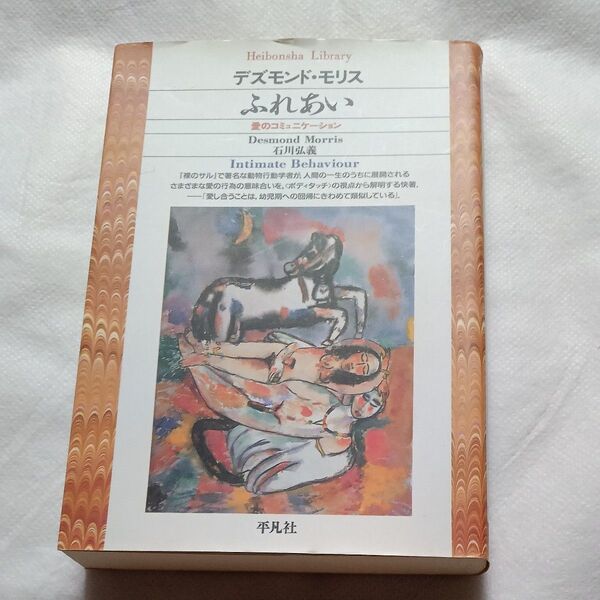 Heibonsha Library
デズモンド・モリス
ふれあい
愛のコミュニケーション
Desmond Morris
石川弘義
Intimate Behaviour
「裸のサル」で著名な動物行動学者が、人間の一生のうちに展開される
さまざまな愛の行為の意味合いを、〈ボディタッチ〉の視点から解明する快著。
——「愛し合うことは、幼児期への回帰にきわめて類似している」。
平凡社